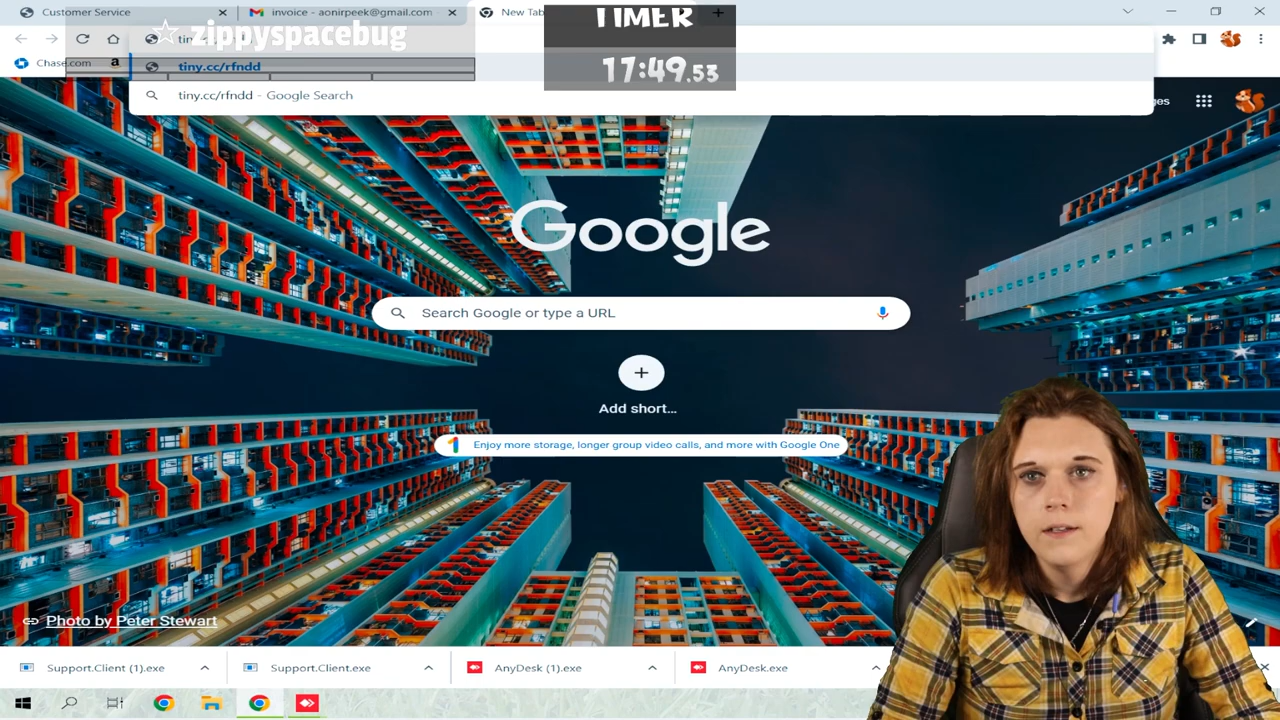 Customer Service
invoice - aonirpeek@gmail.com
New Tab
TIMER
17:49.53
zippyspacebug
Chase.com
tiny.cc/rfndd
tiny.cc/rfndd - Google Search
Google
Search Google or type a URL
Add short...
Enjoy more storage, longer group video calls, and more with Google One
Photo by Peter Stewart
Support.Client (1).exe
Support.Client.exe
AnyDesk (1).exe
AnyDesk.exe